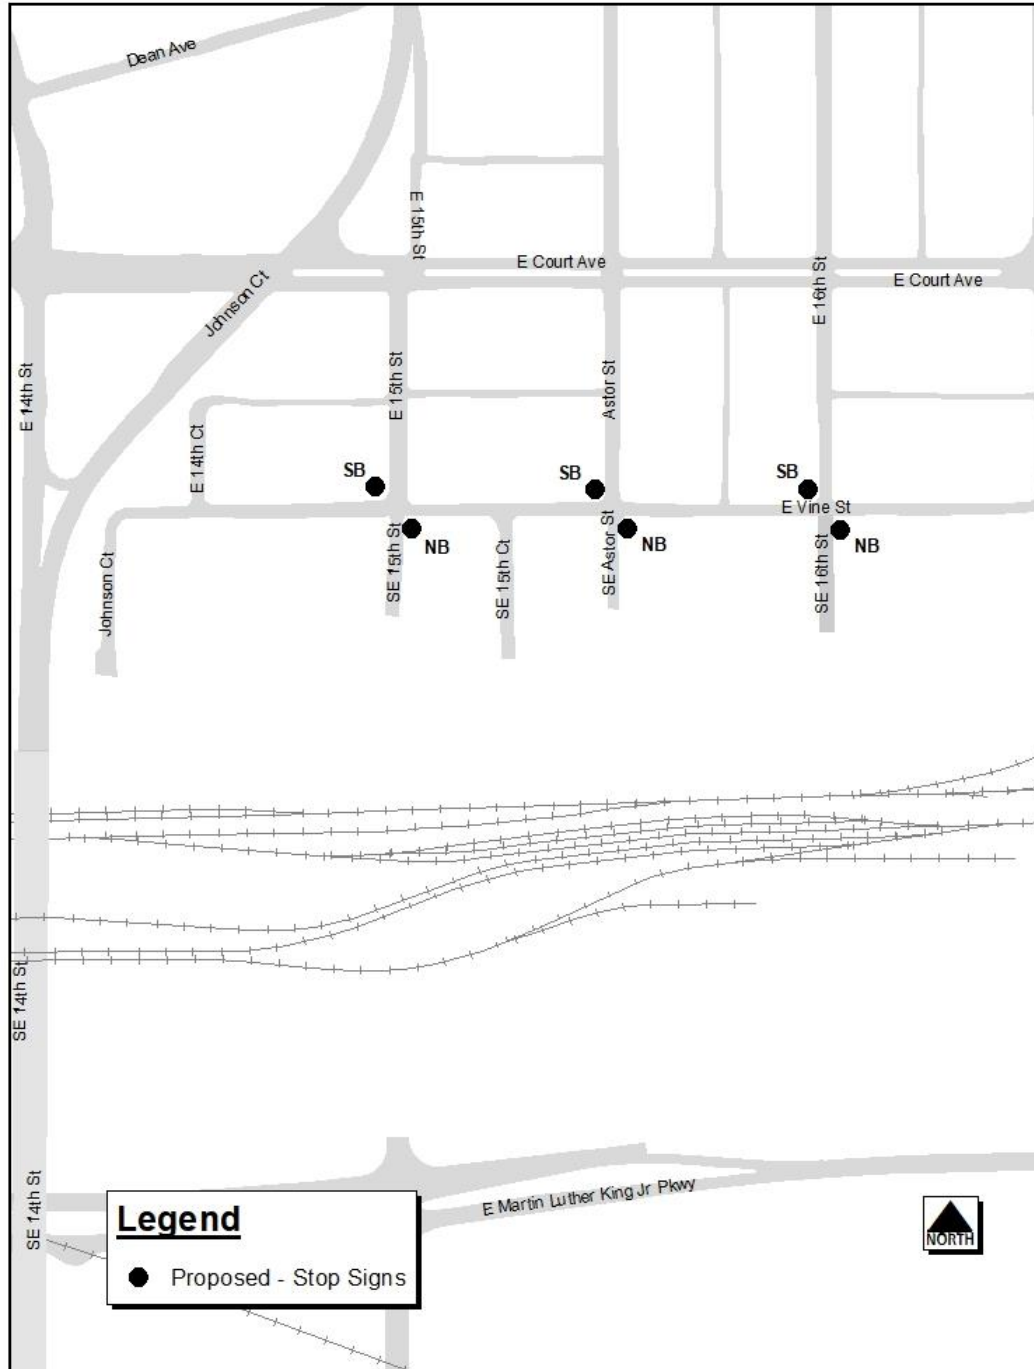 Dean Ave
E 15th St
E Court Ave
E 16th St
E Court Ave
Johnson Ct
E 14th St
E 15th St
Astor St
E 14th Ct
SB
SB
SB
E Vine St
NB
NB
NB
Johnson Ct
SE 15th St
SE 15th Ct
SE Astor St
SE 16th St
SE 14th St
SE 14th St
E Martin Luther King Jr Pkwy
Legend
Proposed - Stop Signs
NORTH